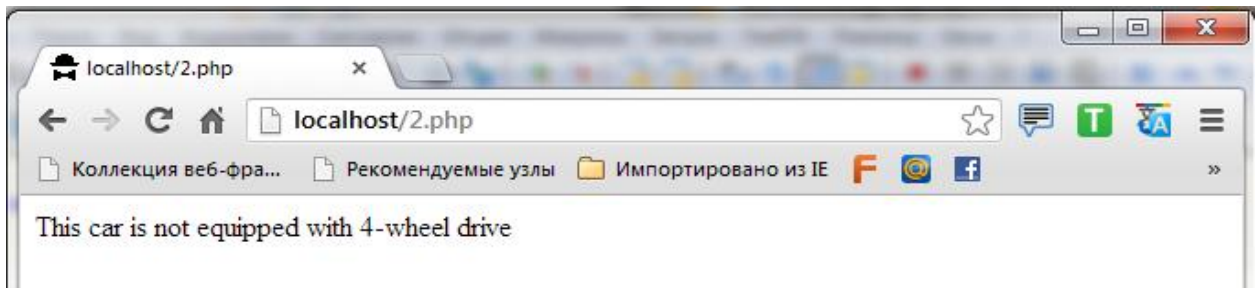 localhost/2.php
localhost/2.php
Коллекция веб-фра... Рекомендуемые узлы Импортировано из IE
This car is not equipped with 4-wheel drive